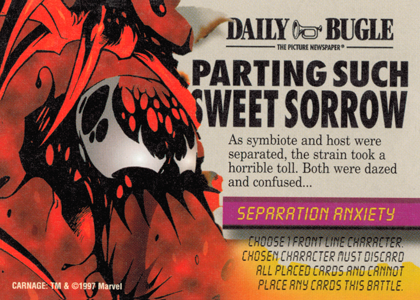 DAILY BUGLE
THE PICTURE NEWSPAPER®
PARTING SUCH
SWEET SORROW
As symbiote and host were
separated, the strain took a
horrible toll. Both were dazed
and confused...
SEPARATION ANXIETY
CHOOSE 1 FRONT LINE CHARACTER.
CHOSEN CHARACTER MUST DISCARD
ALL PLACED CARDS AND CANNOT
PLACE ANY CARDS THIS BATTLE.
CARNAGE: TM & ©1997 Marvel